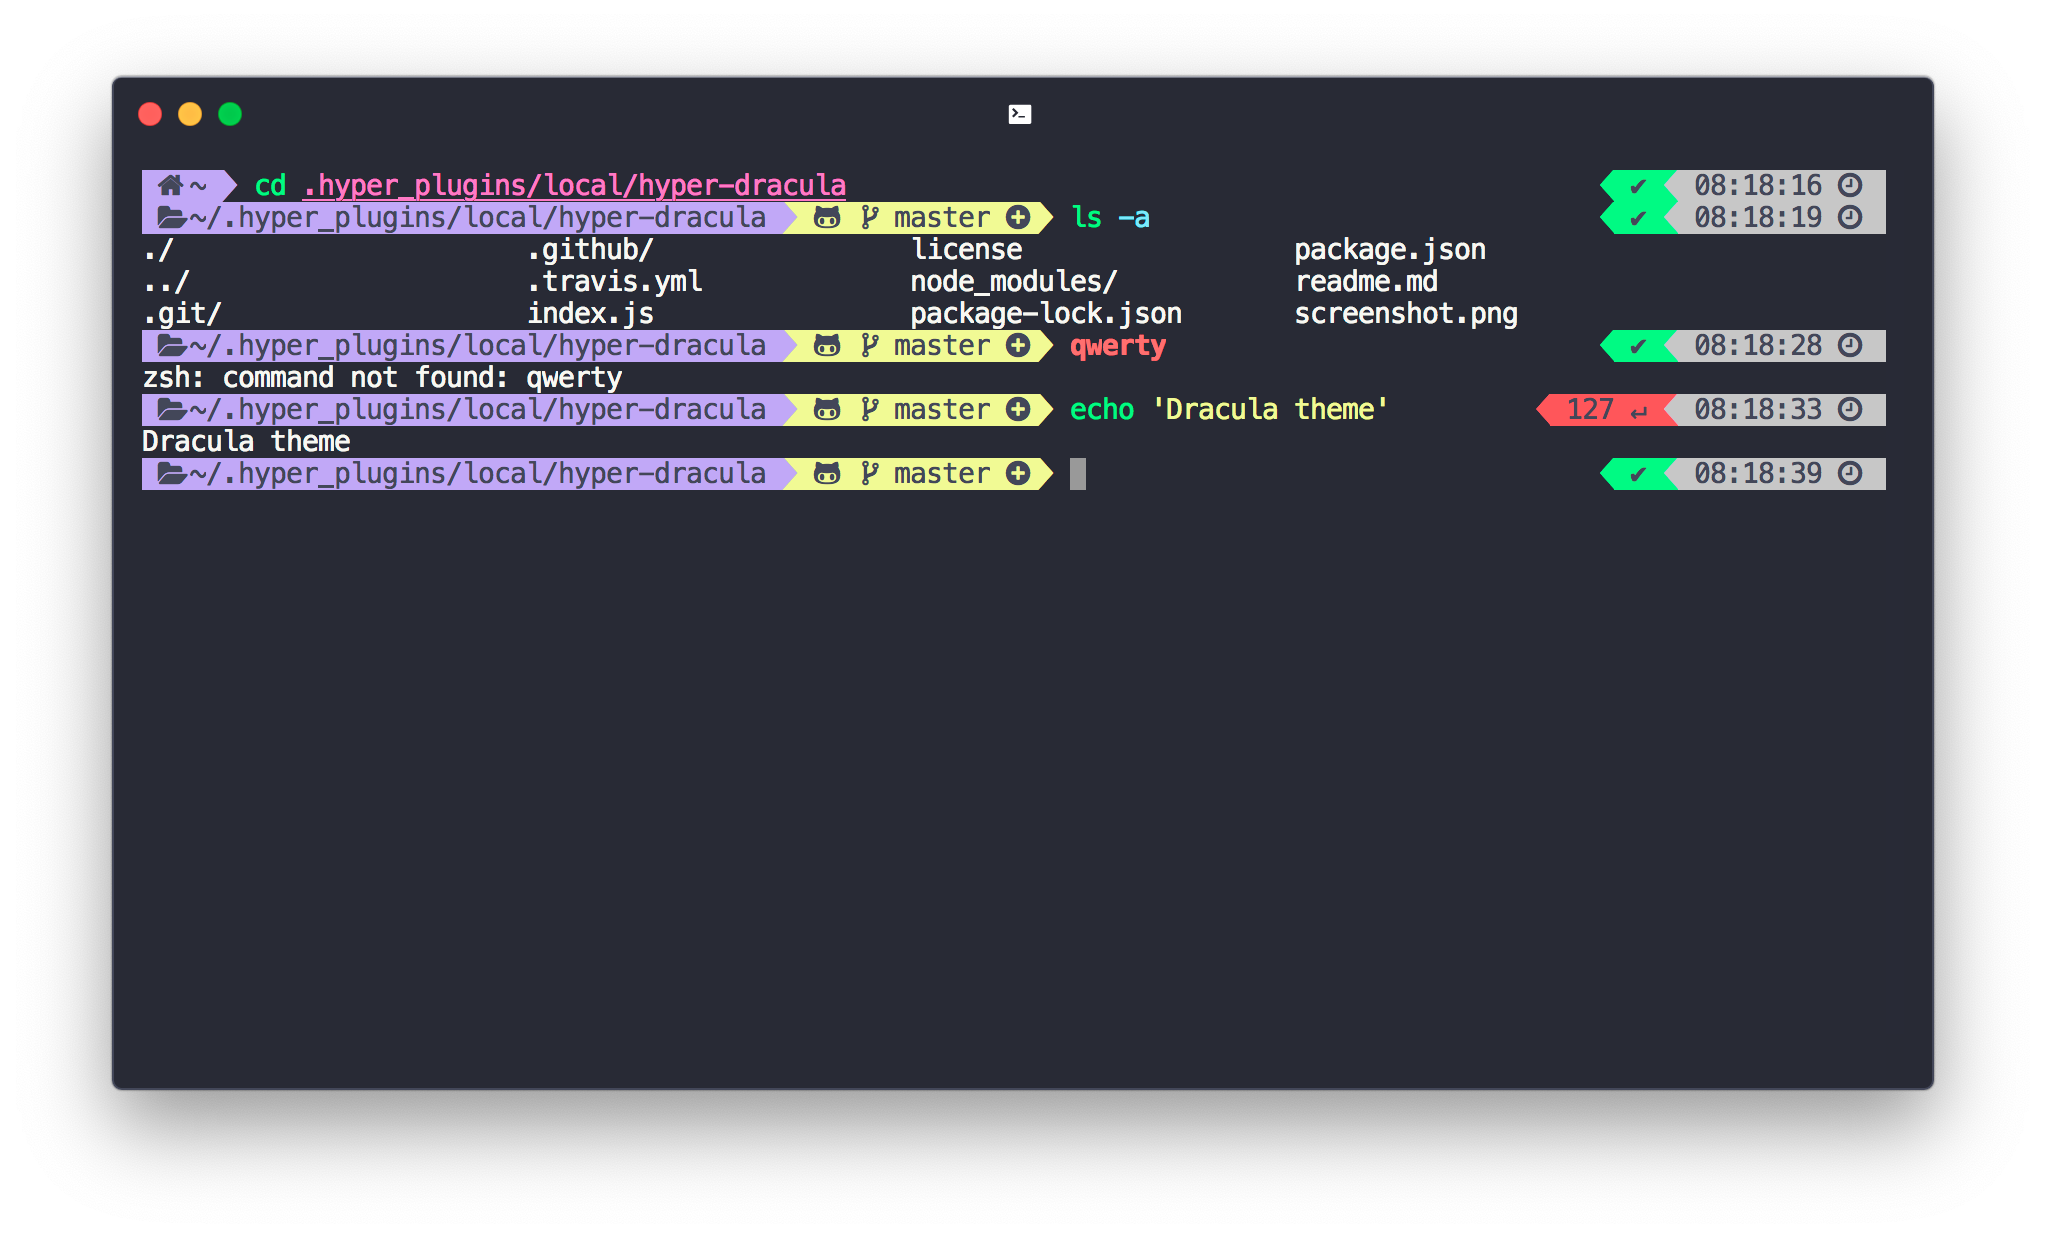 ~ cd .hyper_plugins/local/hyper-dracula ✔ 08:18:16
~/.hyper_plugins/local/hyper-dracula master ls -a ✔ 08:18:19
./ .github/ license package.json
../ .travis.yml node_modules/ readme.md
.git/ index.js package-lock.json screenshot.png
~/.hyper_plugins/local/hyper-dracula master qwerty ✔ 08:18:28
zsh: command not found: qwerty
~/.hyper_plugins/local/hyper-dracula master echo 'Dracula theme' 127 ↵ 08:18:33
Dracula theme
~/.hyper_plugins/local/hyper-dracula master ✔ 08:18:39